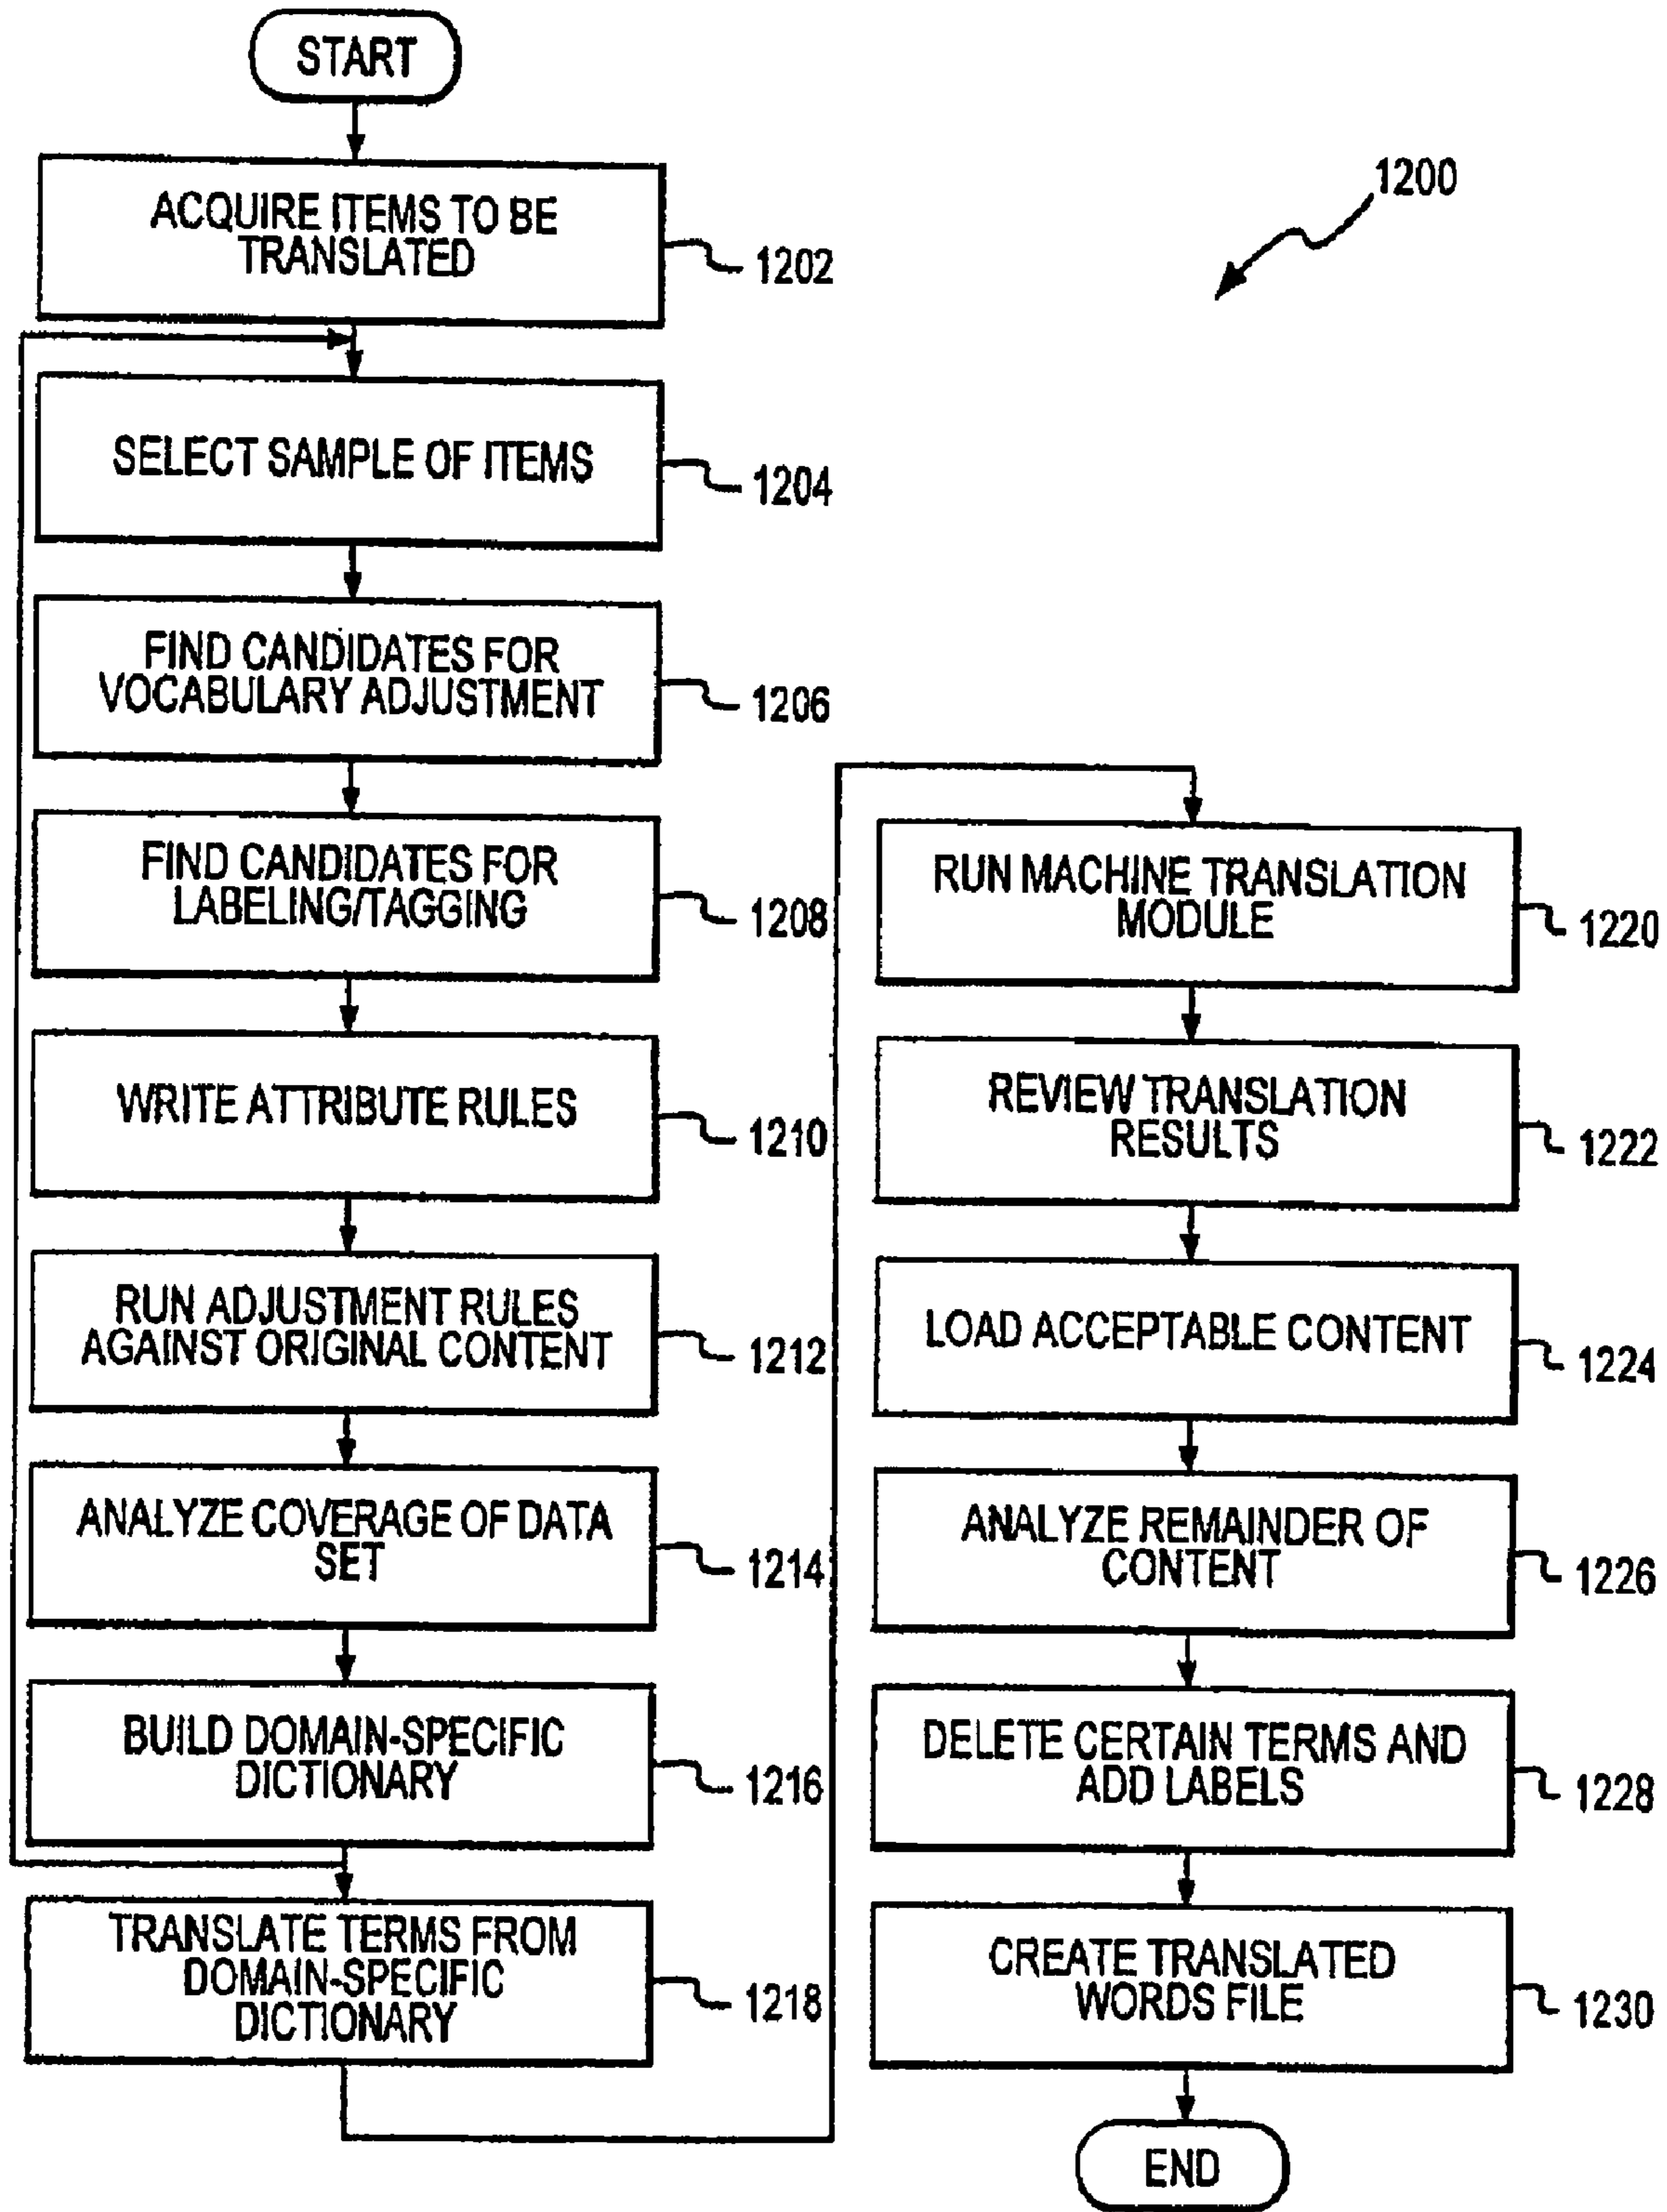 START
1200
ACQUIRE ITEMS TO BE
TRANSLATED
1202
SELECT SAMPLE OF ITEMS
1204
FIND CANDIDATES FOR
VOCABULARY ADJUSTMENT
1206
FIND CANDIDATES FOR
LABELING/TAGGING
1208
WRITE ATTRIBUTE RULES
1210
RUN ADJUSTMENT RULES
AGAINST ORIGINAL CONTENT
1212
ANALYZE COVERAGE OF DATA
SET
1214
BUILD DOMAIN-SPECIFIC
DICTIONARY
1216
TRANSLATE TERMS FROM
DOMAIN-SPECIFIC
DICTIONARY
1218
RUN MACHINE TRANSLATION
MODULE
1220
REVIEW TRANSLATION
RESULTS
1222
LOAD ACCEPTABLE CONTENT
1224
ANALYZE REMAINDER OF
CONTENT
1226
DELETE CERTAIN TERMS AND
ADD LABELS
1228
CREATE TRANSLATED
WORDS FILE
1230
END